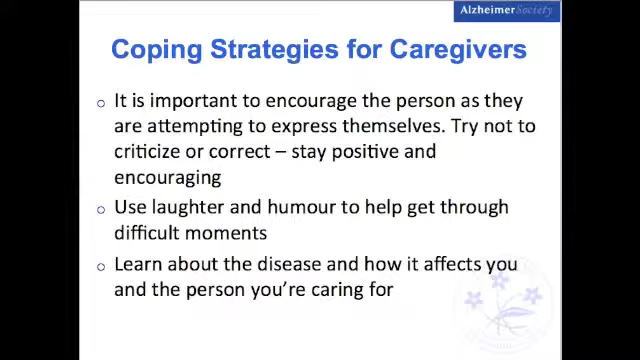 AlzheimerSociety
Coping Strategies for Caregivers
o It is important to encourage the person as they
are attempting to express themselves. Try not to
criticize or correct – stay positive and
encouraging
o Use laughter and humour to help get through
difficult moments
o Learn about the disease and how it affects you
and the person you're caring for